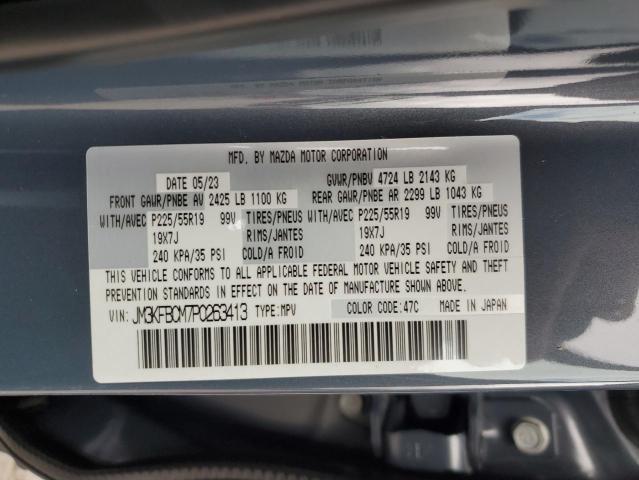 MFD. BY MAZDA MOTOR CORPORATION
DATE 05/23 GVWR/PNBV 4724 LB 2143 KG
FRONT GAWR/PNBE AV 2425 LB 1100 KG REAR GAWR/PNBE AR 2299 LB 1043 KG
WITH/AVEC P225/55R19 99V TIRES/PNEUS WITH/AVEC P225/55R19 99V TIRES/PNEUS
19X7J RIMS/JANTES 19X7J RIMS/JANTES
240 KPA/35 PSI COLD/A FROID 240 KPA/35 PSI COLD/A FROID
THIS VEHICLE CONFORMS TO ALL APPLICABLE FEDERAL MOTOR VEHICLE SAFETY AND THEFT
PREVENTION STANDARDS IN EFFECT ON THE DATE OF MANUFACTURE SHOWN ABOVE.
VIN: JM3KFBCM7P0263413 TYPE: MPV COLOR CODE: 47C MADE IN JAPAN